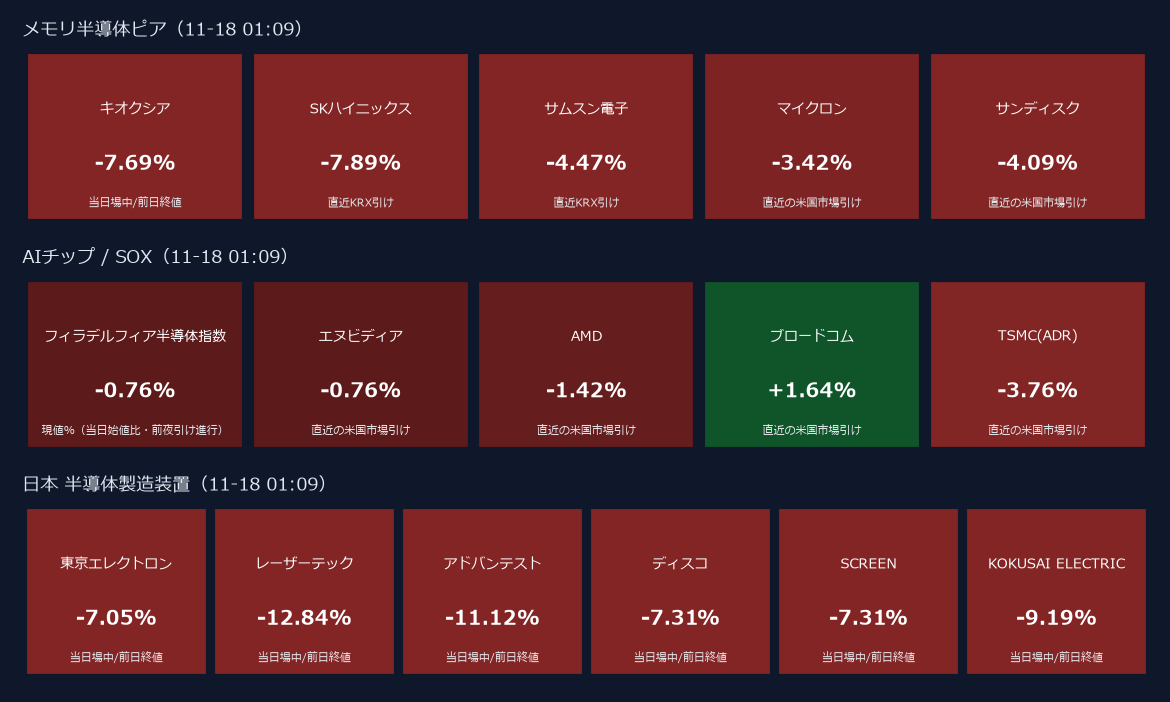 メモリ半導体ピア（11-18 01:09）
キオクシア
-7.69%
当日場中/前日終値
SKハイニックス
-7.89%
直近KRX引け
サムスン電子
-4.47%
直近KRX引け
マイクロン
-3.42%
直近の米国市場引け
サンディスク
-4.09%
直近の米国市場引け
AIチップ / SOX（11-18 01:09）
フィラデルフィア半導体指数
-0.76%
現値%（当日始値比・前夜引け進行）
エヌビディア
-0.76%
直近の米国市場引け
AMD
-1.42%
直近の米国市場引け
ブロードコム
+1.64%
直近の米国市場引け
TSMC(ADR)
-3.76%
直近の米国市場引け
日本 半導体製造装置（11-18 01:09）
東京エレクトロン
-7.05%
当日場中/前日終値
レーザーテック
-12.84%
当日場中/前日終値
アドバンテスト
-11.12%
当日場中/前日終値
ディスコ
-7.31%
当日場中/前日終値
SCREEN
-7.31%
当日場中/前日終値
KOKUSAI ELECTRIC
-9.19%
当日場中/前日終値